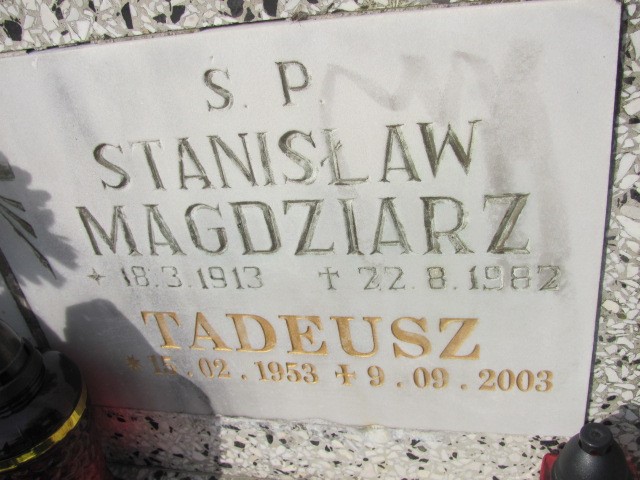 S. P.
STANISŁAW
MAGDZIARZ
* 18.3.1913 † 22.8.1982
TADEUSZ
* 15.02.1953 † 9.09.2003